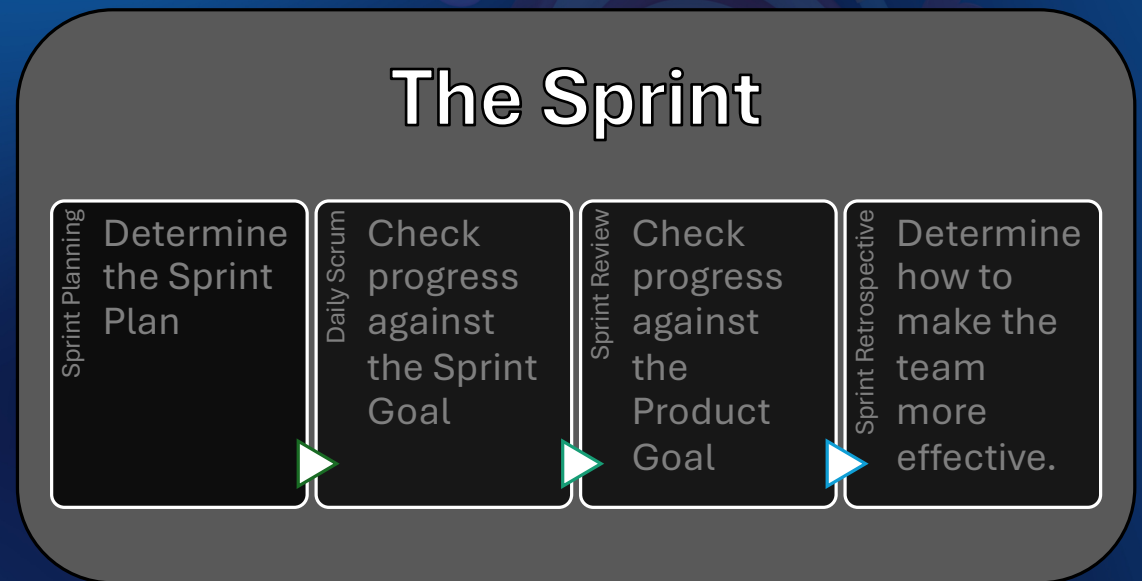 The Sprint
Sprint Planning
Determine
the Sprint
Plan
Daily Scrum
Check
progress
against
the Sprint
Goal
Sprint Review
Check
progress
against
the
Product
Goal
Sprint Retrospective
Determine
how to
make the
team
more
effective.